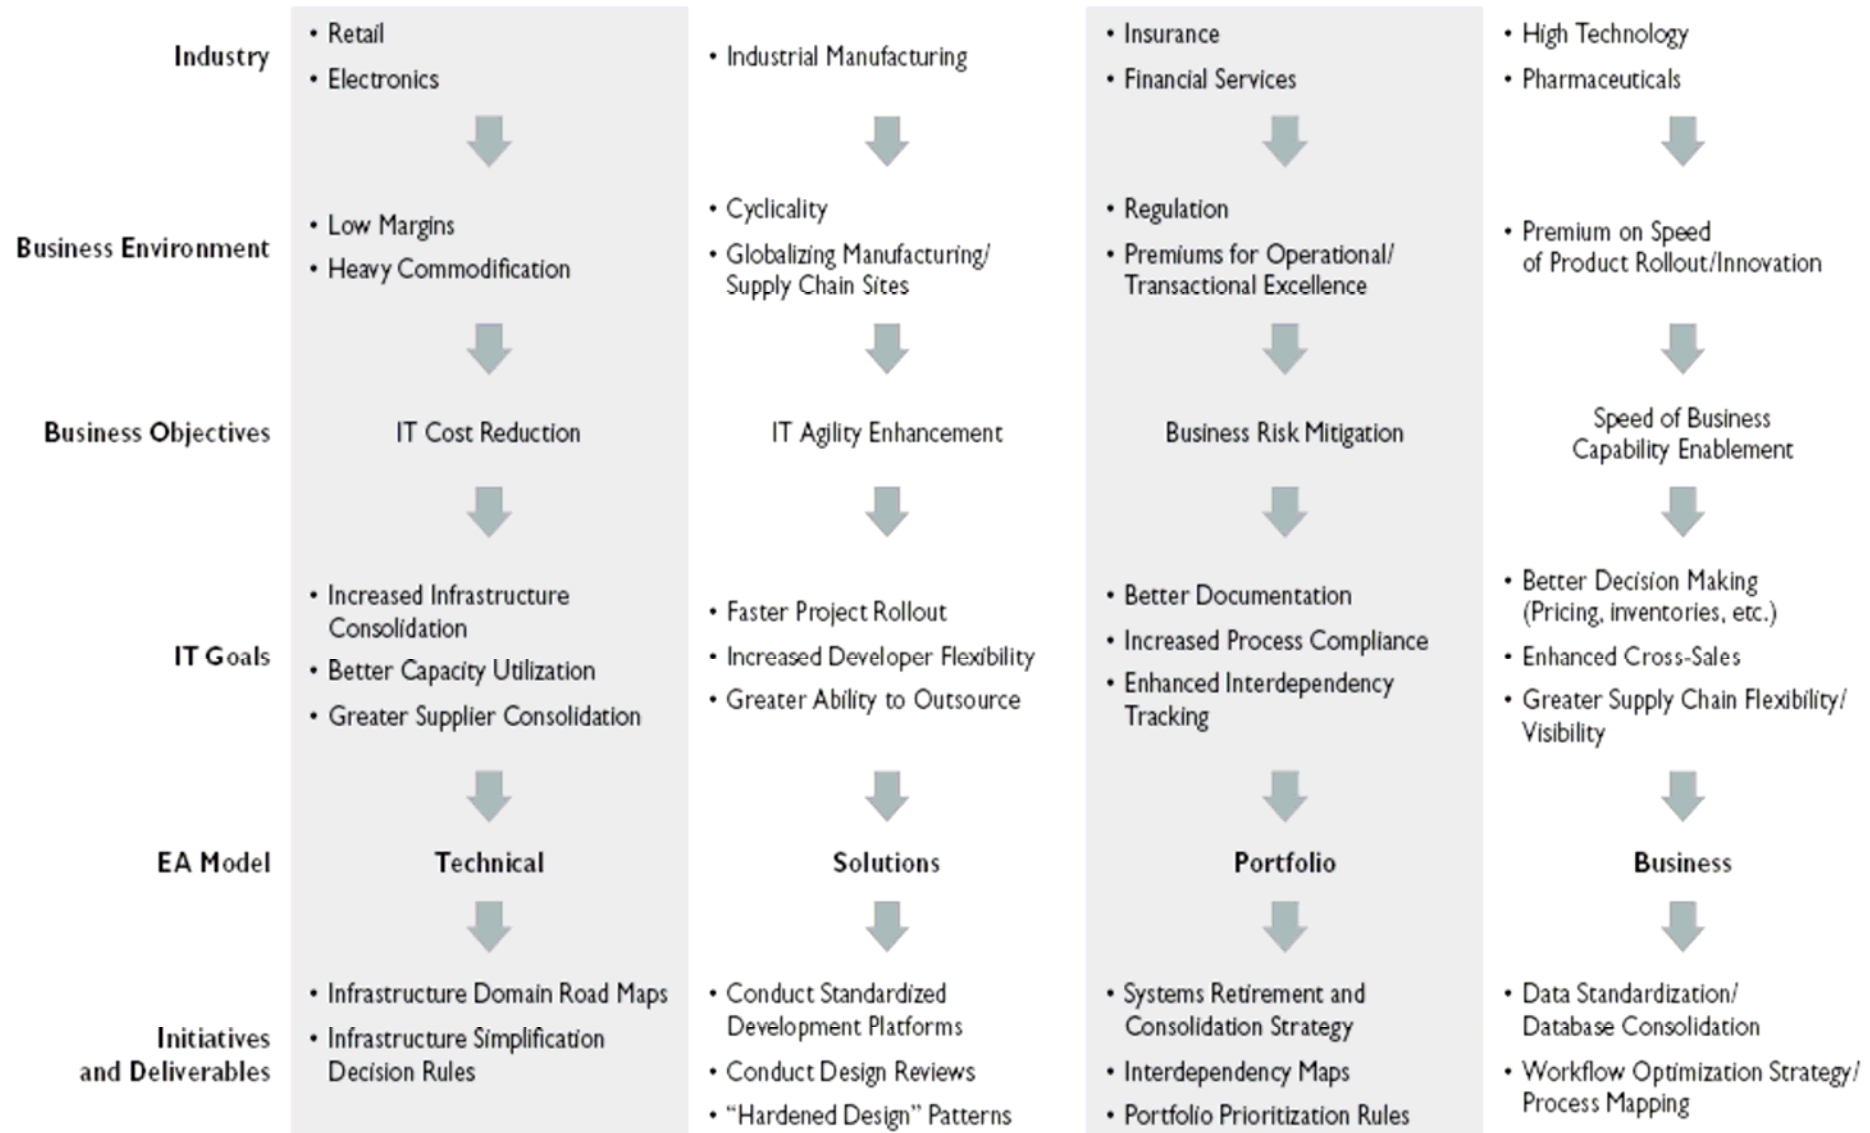 Industry
• Retail
• Electronics
• Industrial Manufacturing
• Insurance
• Financial Services
• High Technology
• Pharmaceuticals
Business Environment
• Low Margins
• Heavy Commodification
• Cyclicality
• Globalizing Manufacturing/
Supply Chain Sites
• Regulation
• Premiums for Operational/
Transactional Excellence
• Premium on Speed
of Product Rollout/Innovation
Business Objectives
IT Cost Reduction
IT Agility Enhancement
Business Risk Mitigation
Speed of Business
Capability Enablement
IT Goals
• Increased Infrastructure
Consolidation
• Better Capacity Utilization
• Greater Supplier Consolidation
• Faster Project Rollout
• Increased Developer Flexibility
• Greater Ability to Outsource
• Better Documentation
• Increased Process Compliance
• Enhanced Interdependency
Tracking
• Better Decision Making
(Pricing, inventories, etc.)
• Enhanced Cross-Sales
• Greater Supply Chain Flexibility/
Visibility
EA Model
Technical
Solutions
Portfolio
Business
Initiatives
and Deliverables
• Infrastructure Domain Road Maps
• Infrastructure Simplification
Decision Rules
• Conduct Standardized
Development Platforms
• Conduct Design Reviews
• “Hardened Design” Patterns
• Systems Retirement and
Consolidation Strategy
• Interdependency Maps
• Portfolio Prioritization Rules
• Data Standardization/
Database Consolidation
• Workflow Optimization Strategy/
Process Mapping